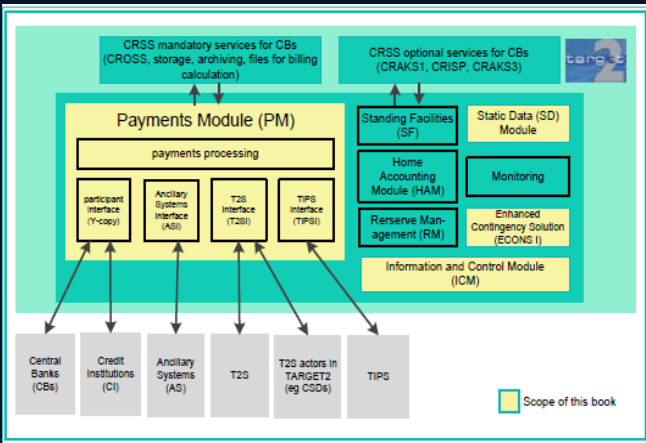 CRSS mandatory services for CBs
(CROSS, storage, archiving, files for billing
calculation)
CRSS optional services for CBs
(CRAKS1, CRISP, CRAKS3)
target
2
Payments Module (PM)
payments processing
participant
interface
(Y-copy)
Ancillary
Systems
Interface
(ASI)
T2S
Interface
(T2SI)
TIPS
Interface
(TIPSI)
Standing Facilities
(SF)
Static Data (SD)
Module
Home
Accounting
Module (HAM)
Monitoring
Rerserve Man-
agement (RM)
Enhanced
Contingency Solution
(ECONS I)
Information and Control Module
(ICM)
Central
Banks
(CBs)
Credit
Institutions
(CI)
Ancillary
Systems
(AS)
T2S
T2S actors in
TARGET2
(eg CSDs)
TIPS
Scope of this book